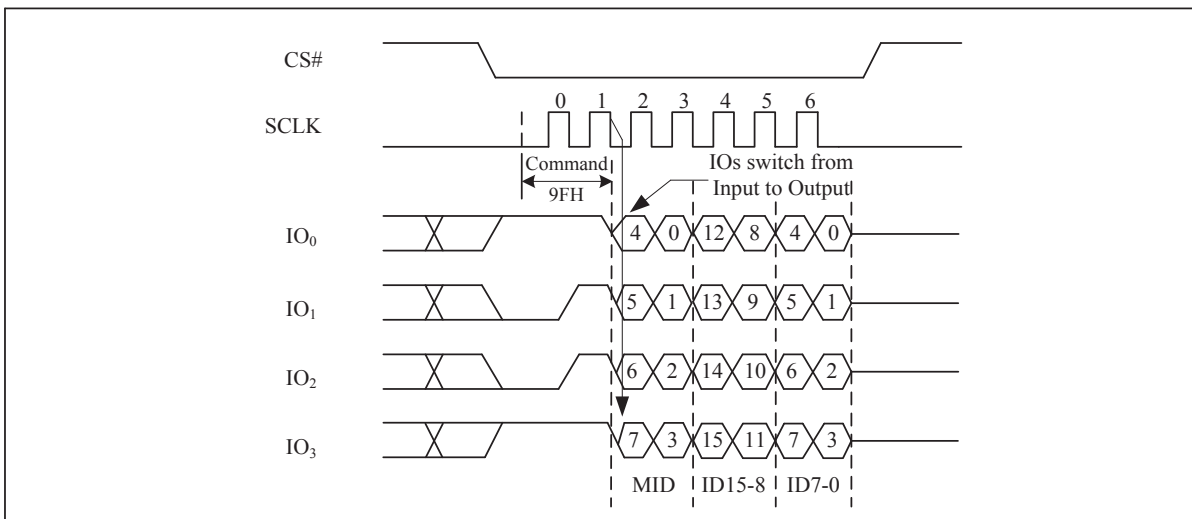 CS#
0 1 2 3 4 5 6
SCLK
Command
9FH
IOs switch from
Input to Output
IO₀
4 0 12 8 4 0
IO₁
5 1 13 9 5 1
IO₂
6 2 14 10 6 2
IO₃
7 3 15 11 7 3
MID ID15-8 ID7-0